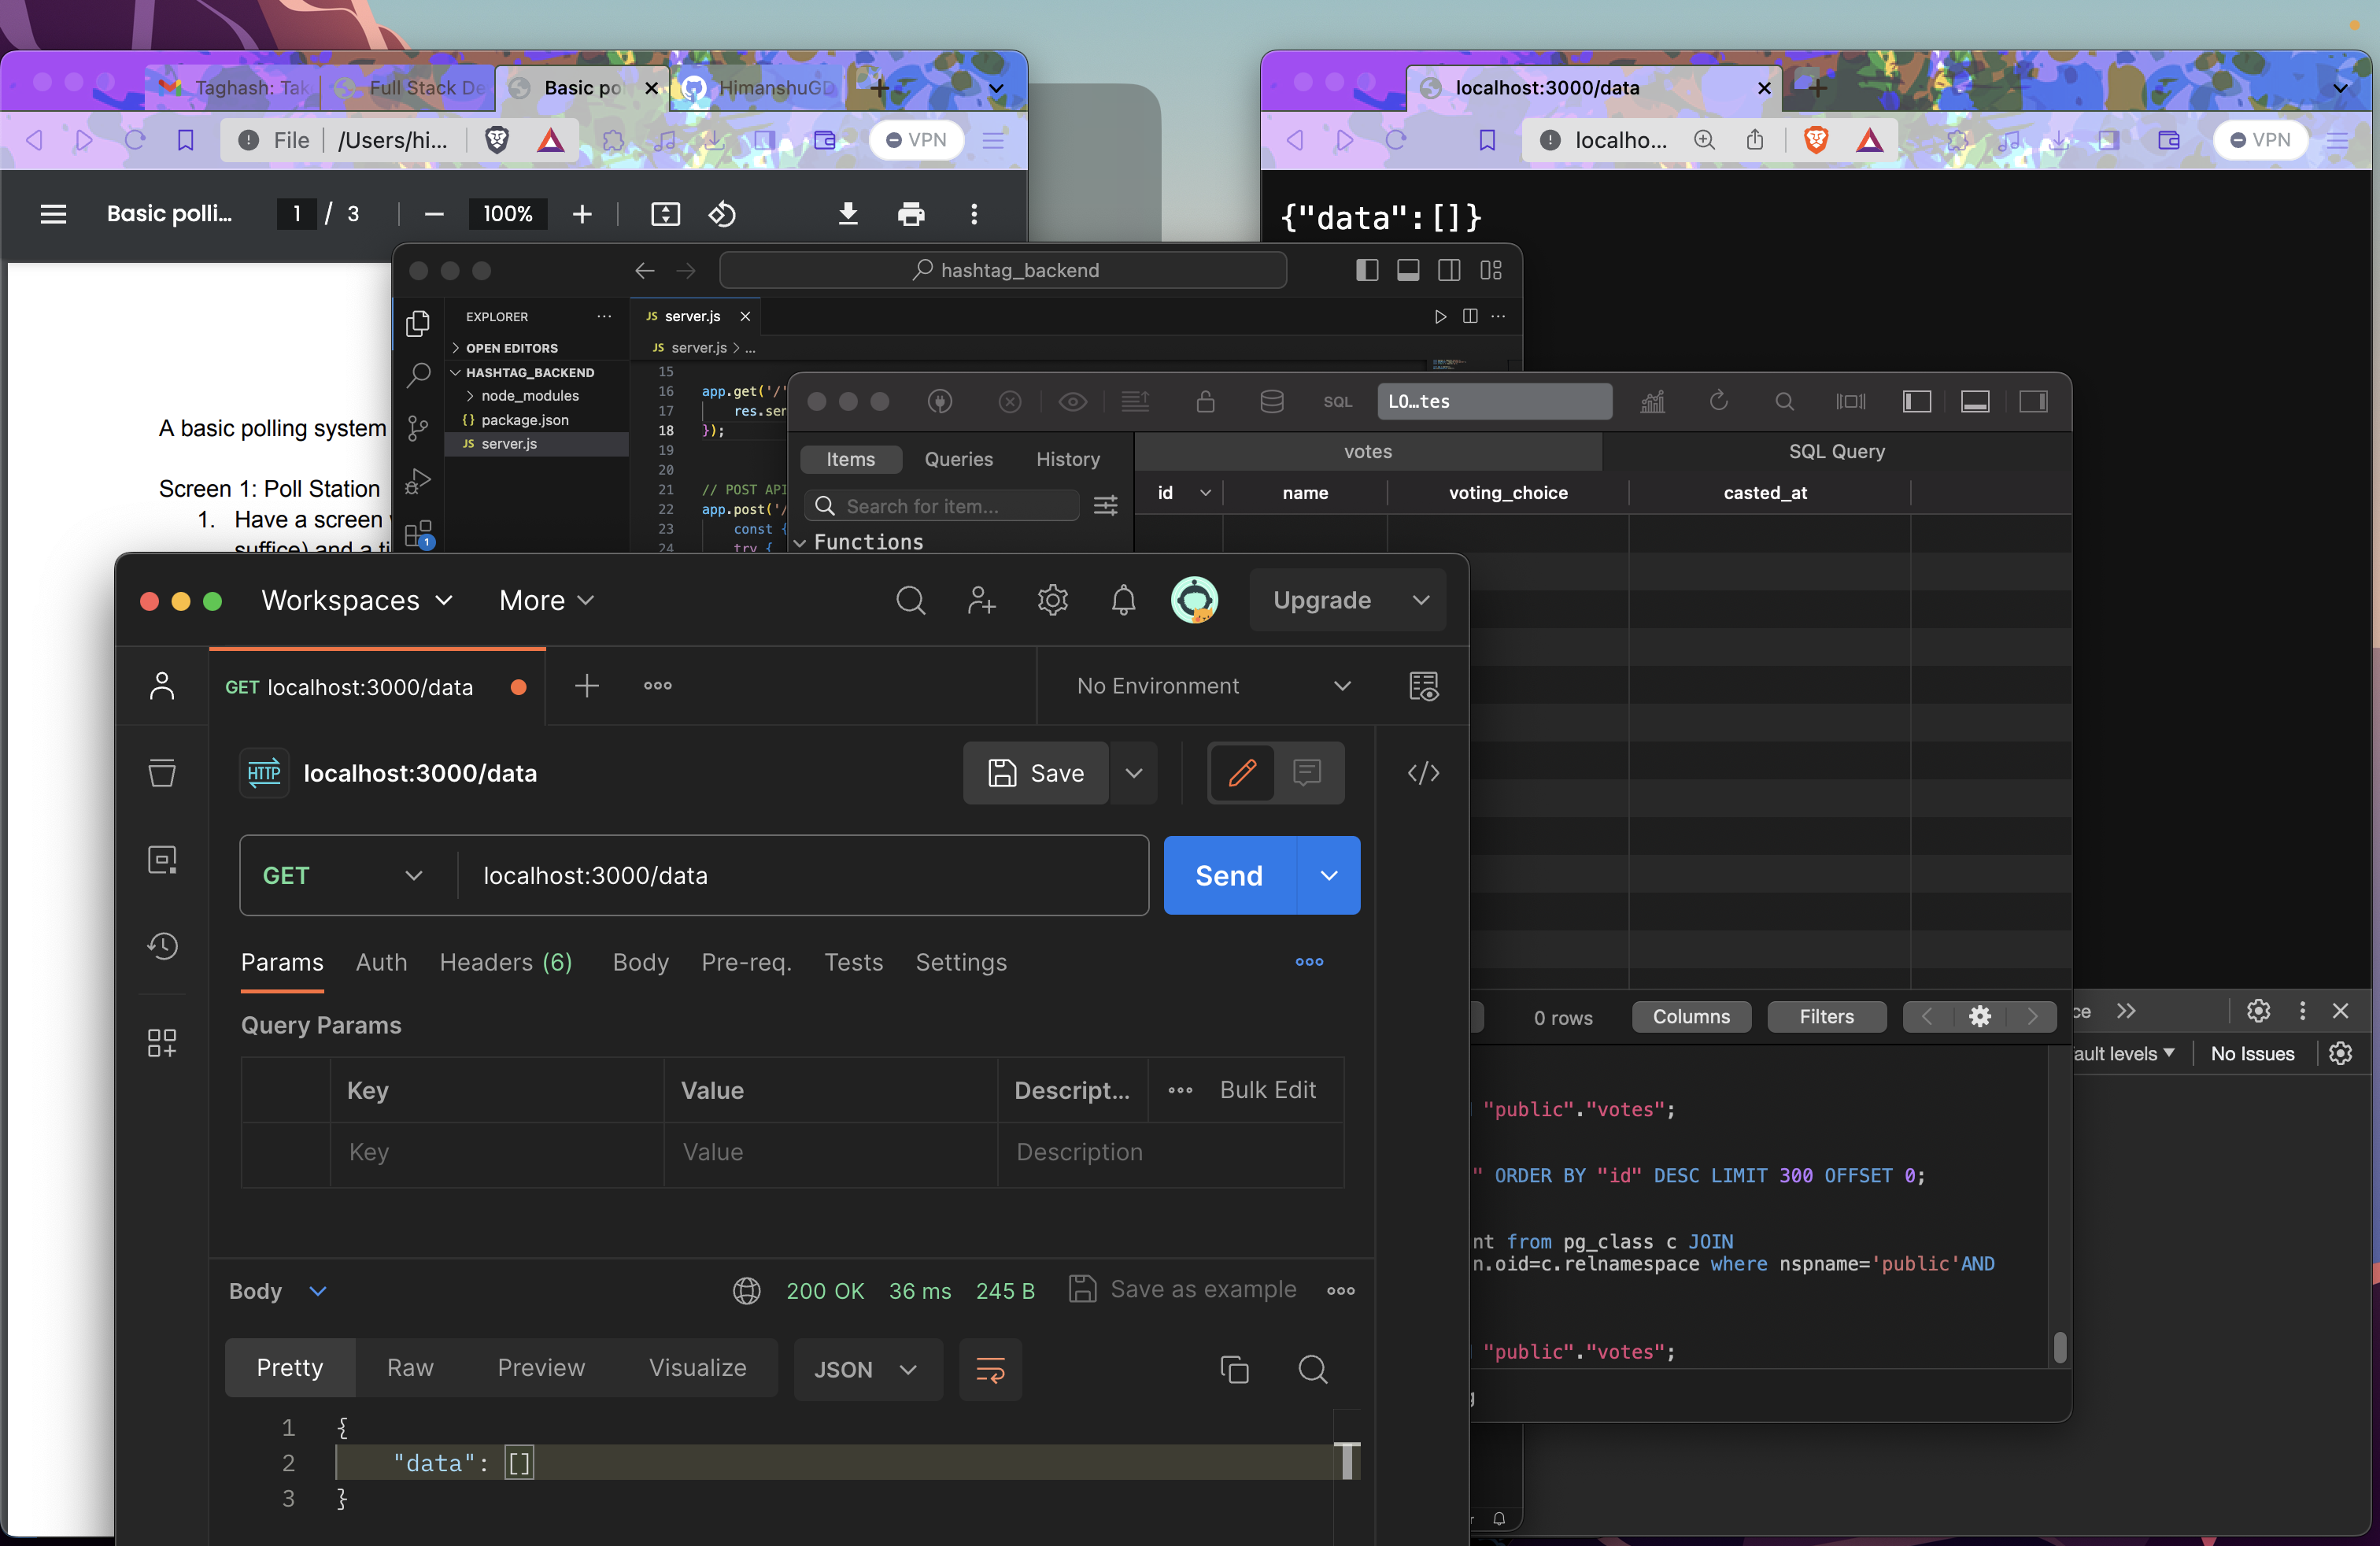 Taghash: Tak
Full Stack De
Basic po
HimanshuGD
File
/Users/hi...
VPN
Basic polli...
1 / 3
100%
A basic polling system
Screen 1: Poll Station
1. Have a screen
suffice) and a ti
localhost:3000/data
localho...
VPN
{"data":[]}
hashtag_backend
EXPLORER
OPEN EDITORS
HASHTAG_BACKEND
node_modules
package.json
JS server.js
JS server.js
JS server.js > ...
15
16 app.get('/'
17 res.ser
18 });
19
20
21 // POST API
22 app.post('/
23 const {
24 try {
1
SQL
LO...tes
Items Queries History
Search for item...
Functions
votes
SQL Query
id name voting_choice casted_at
0 rows
Columns
Filters
"public"."votes";
" ORDER BY "id" DESC LIMIT 300 OFFSET 0;
nt from pg_class c JOIN
n.oid=c.relnamespace where nspname='public'AND
"public"."votes";
ce
ault levels
No Issues
Workspaces
More
Upgrade
GET localhost:3000/data
No Environment
HTTP localhost:3000/data
Save
GET
localhost:3000/data
Send
Params Auth Headers (6) Body Pre-req. Tests Settings
Query Params
Key Value Descript... Bulk Edit
Key Value Description
Body
200 OK 36 ms 245 B
Save as example
Pretty Raw Preview Visualize
JSON
1 {
2 "data": []
3 }